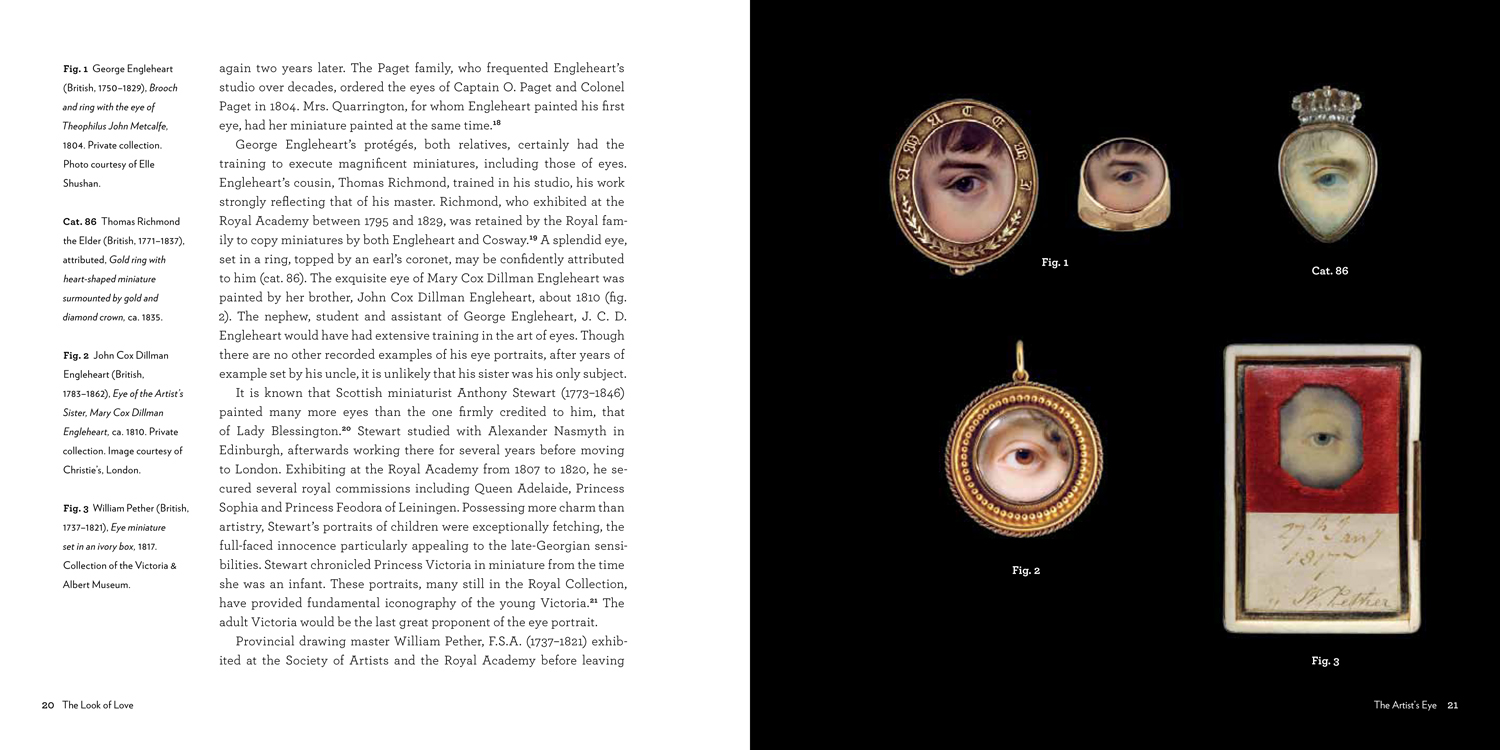 Fig. 1 George Engleheart
(British, 1750–1829), Brooch
and ring with the eye of
Theophilus John Metcalfe,
1804. Private collection.
Photo courtesy of Elle
Shushan.
Cat. 86 Thomas Richmond
the Elder (British, 1771–1837),
attributed, Gold ring with
heart-shaped miniature
surmounted by gold and
diamond crown, ca. 1835.
Fig. 2 John Cox Dillman
Engleheart (British,
1783–1862), Eye of the Artist's
Sister, Mary Cox Dillman
Engleheart, ca. 1810. Private
collection. Image courtesy of
Christie's, London.
Fig. 3 William Pether (British,
1737–1821), Eye miniature
set in an ivory box, 1817.
Collection of the Victoria &
Albert Museum.
again two years later. The Paget family, who frequented Engleheart's
studio over decades, ordered the eyes of Captain O. Paget and Colonel
Paget in 1804. Mrs. Quarrington, for whom Engleheart painted his first
eye, had her miniature painted at the same time.18
George Engleheart's protégés, both relatives, certainly had the
training to execute magnificent miniatures, including those of eyes.
Engleheart's cousin, Thomas Richmond, trained in his studio, his work
strongly reflecting that of his master. Richmond, who exhibited at the
Royal Academy between 1795 and 1829, was retained by the Royal fam-
ily to copy miniatures by both Engleheart and Cosway.19 A splendid eye,
set in a ring, topped by an earl's coronet, may be confidently attributed
to him (cat. 86). The exquisite eye of Mary Cox Dillman Engleheart was
painted by her brother, John Cox Dillman Engleheart, about 1810 (fig.
2). The nephew, student and assistant of George Engleheart, J. C. D.
Engleheart would have had extensive training in the art of eyes. Though
there are no other recorded examples of his eye portraits, after years of
example set by his uncle, it is unlikely that his sister was his only subject.
It is known that Scottish miniaturist Anthony Stewart (1773–1846)
painted many more eyes than the one firmly credited to him, that
of Lady Blessington.20 Stewart studied with Alexander Nasmyth in
Edinburgh, afterwards working there for several years before moving
to London. Exhibiting at the Royal Academy from 1807 to 1820, he se-
cured several royal commissions including Queen Adelaide, Princess
Sophia and Princess Feodora of Leiningen. Possessing more charm than
artistry, Stewart's portraits of children were exceptionally fetching, the
full-faced innocence particularly appealing to the late-Georgian sensi-
bilities. Stewart chronicled Princess Victoria in miniature from the time
she was an infant. These portraits, many still in the Royal Collection,
have provided fundamental iconography of the young Victoria.21 The
adult Victoria would be the last great proponent of the eye portrait.
Provincial drawing master William Pether, F.S.A. (1737–1821) exhib-
ited at the Society of Artists and the Royal Academy before leaving
20 The Look of Love
Fig. 1
Cat. 86
Fig. 2
27th Jany
1817
W. Pether
Fig. 3
The Artist's Eye 21